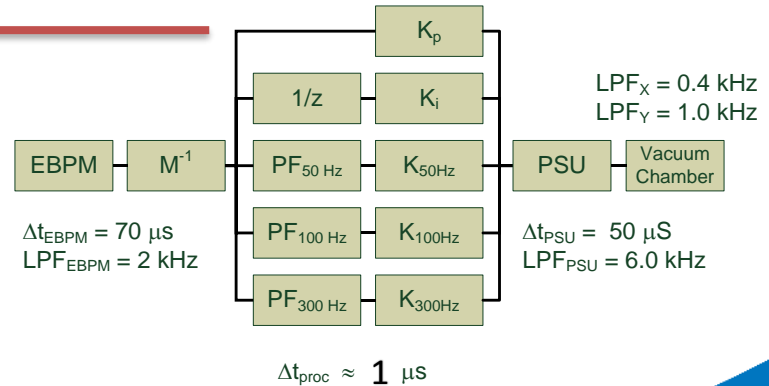 Kp
LPFX = 0.4 kHz
LPFY = 1.0 kHz
1/z
Ki
EBPM
M-1
PF50 Hz
K50Hz
PSU
Vacuum
Chamber
ΔtEBPM = 70 μs
LPFEBPM = 2 kHz
PF100 Hz
K100Hz
ΔtPSU = 50 μS
LPFPSU = 6.0 kHz
PF300 Hz
K300Hz
Δtproc ≈ 1 μs